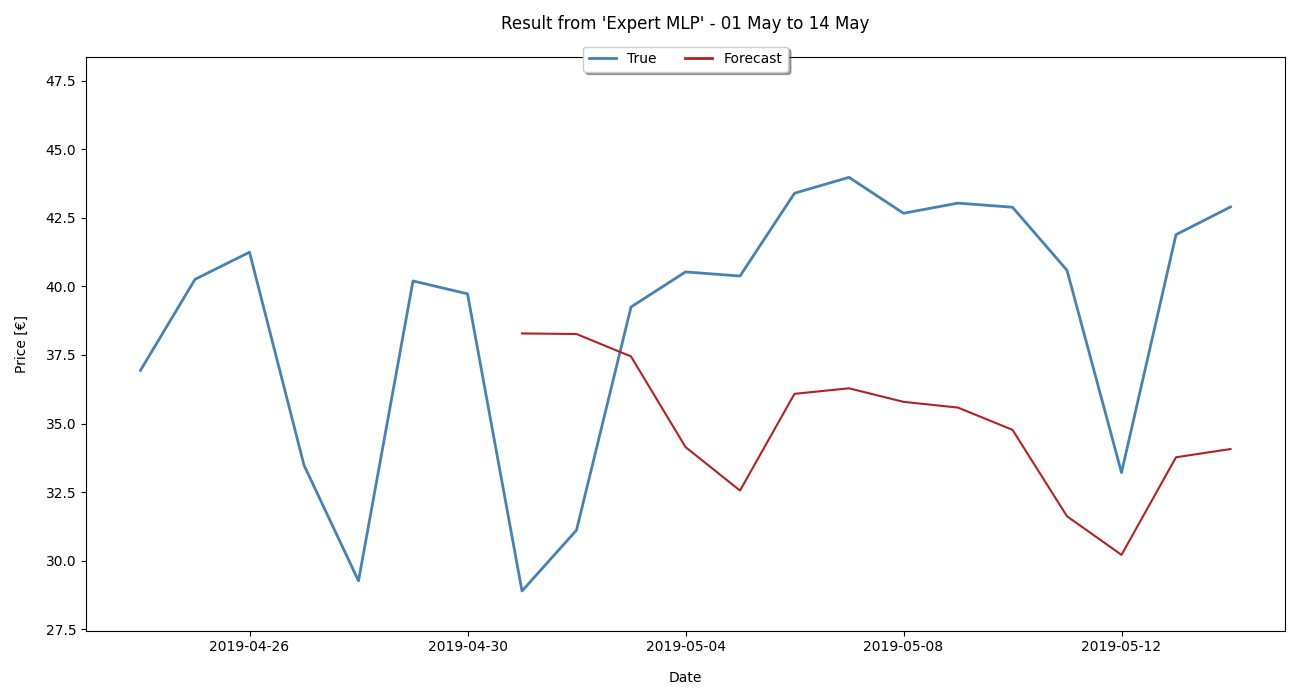 Result from 'Expert MLP' - 01 May to 14 May
True
Forecast
47.5
45.0
42.5
40.0
37.5
35.0
32.5
30.0
27.5
Price [€]
2019-04-26
2019-04-30
2019-05-04
2019-05-08
2019-05-12
Date